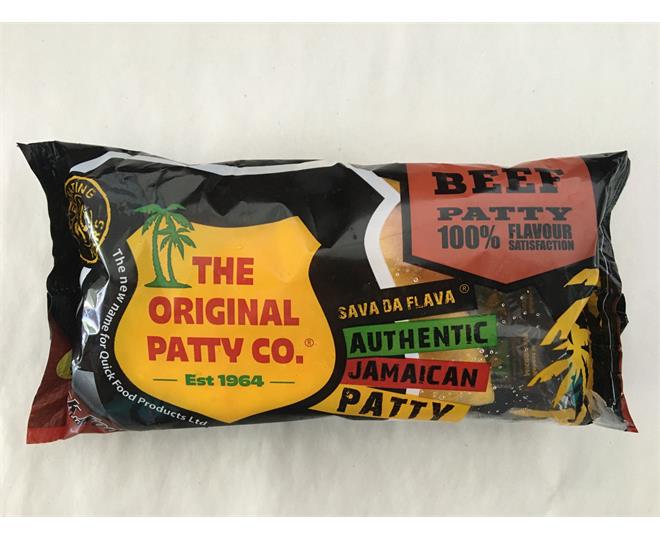 BEEF
PATTY
100% FLAVOUR
SATISFACTION
THE
ORIGINAL
PATTY CO.®
Est 1964
The new name for Quick Food Products Ltd
SAVA DA FLAVA®
AUTHENTIC
JAMAICAN
PATTY